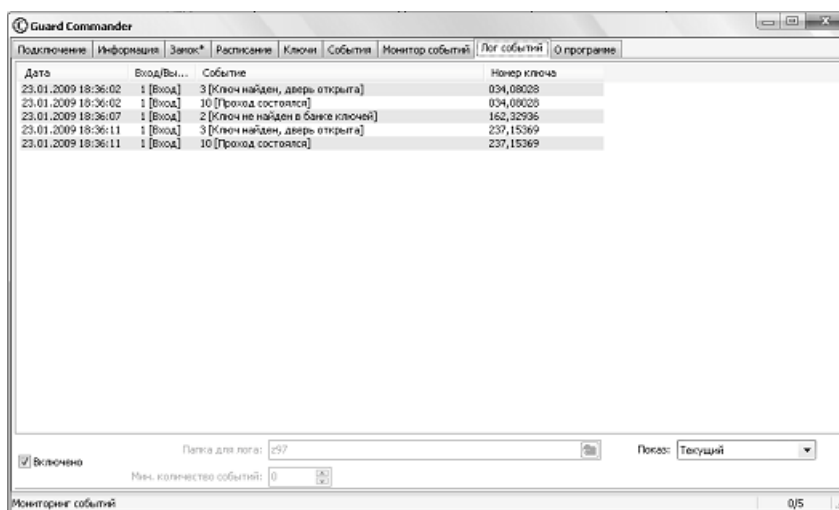 Guard Commander
Подключение Информация Замок* Расписание Ключи События Монитор событий Лог событий О програме
Дата Вход/Вы... Событие Номер ключа
23.01.2009 18:36:02 1 [Вход] 3 [Ключ найден, дверь открыта] 034,08028
23.01.2009 18:36:02 1 [Вход] 10 [Проход состоялся] 034,08028
23.01.2009 18:36:07 1 [Вход] 2 [Ключ не найден в банке ключей] 162,32936
23.01.2009 18:36:11 1 [Вход] 3 [Ключ найден, дверь открыта] 237,15369
23.01.2009 18:36:11 1 [Вход] 10 [Проход состоялся] 237,15369
Папка для лога: z97 Показ: Текущий
Включено
Мин. количество событий: 0
Мониторинг событий 0/5